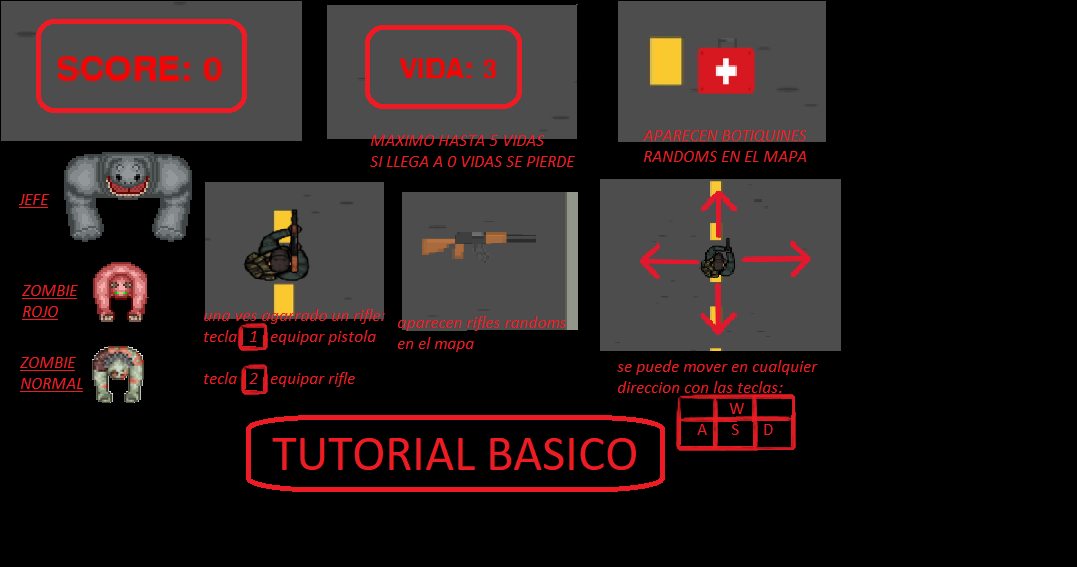 SCORE: 0
VIDA: 3
MAXIMO HASTA 5 VIDAS
SI LLEGA A 0 VIDAS SE PIERDE
APARECEN BOTIQUINES
RANDOMS EN EL MAPA
JEFE
ZOMBIE
ROJO
ZOMBIE
NORMAL
una ves agarrado un rifle:
tecla 1 equipar pistola
tecla 2 equipar rifle
aparecen rifles randoms
en el mapa
se puede mover en cualquier
direccion con las teclas:
W
A S D
TUTORIAL BASICO